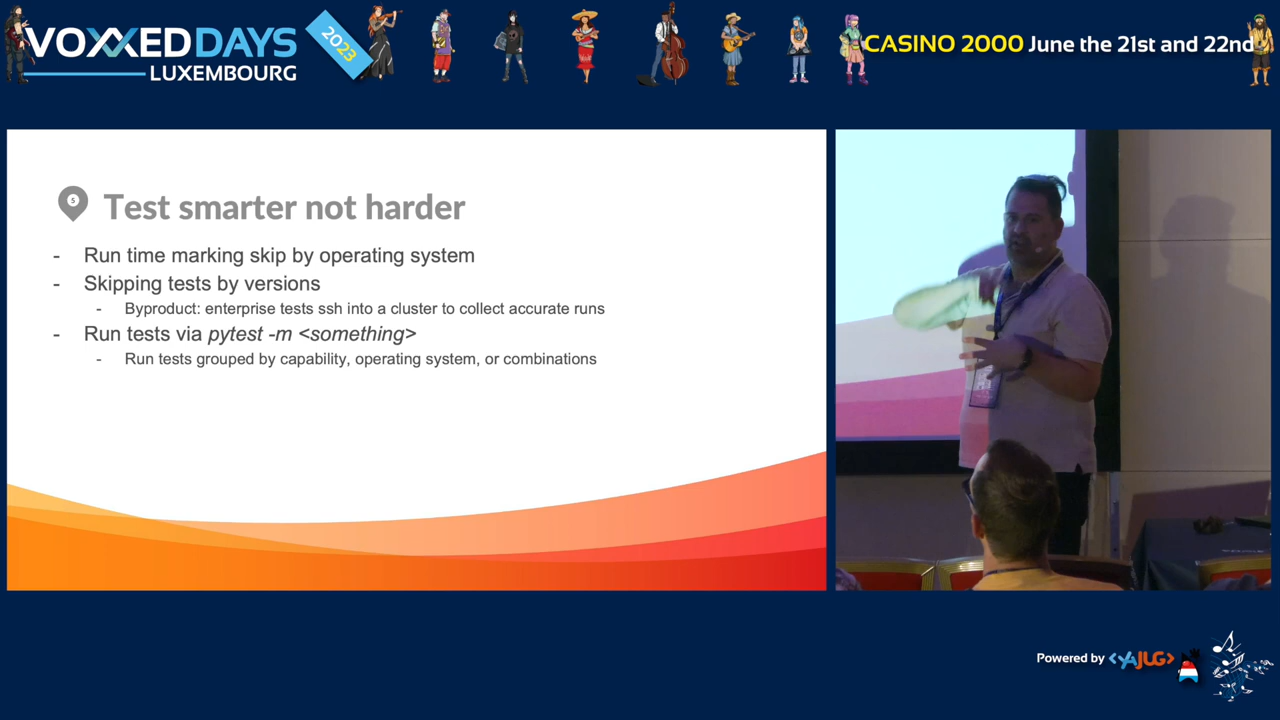 VOXXEDDAYS
LUXEMBOURG
2023
CASINO 2000 June the 21st and 22nd
5 Test smarter not harder
- Run time marking skip by operating system
- Skipping tests by versions
- Byproduct: enterprise tests ssh into a cluster to collect accurate runs
- Run tests via pytest -m <something>
- Run tests grouped by capability, operating system, or combinations
Powered by <YAJUG>